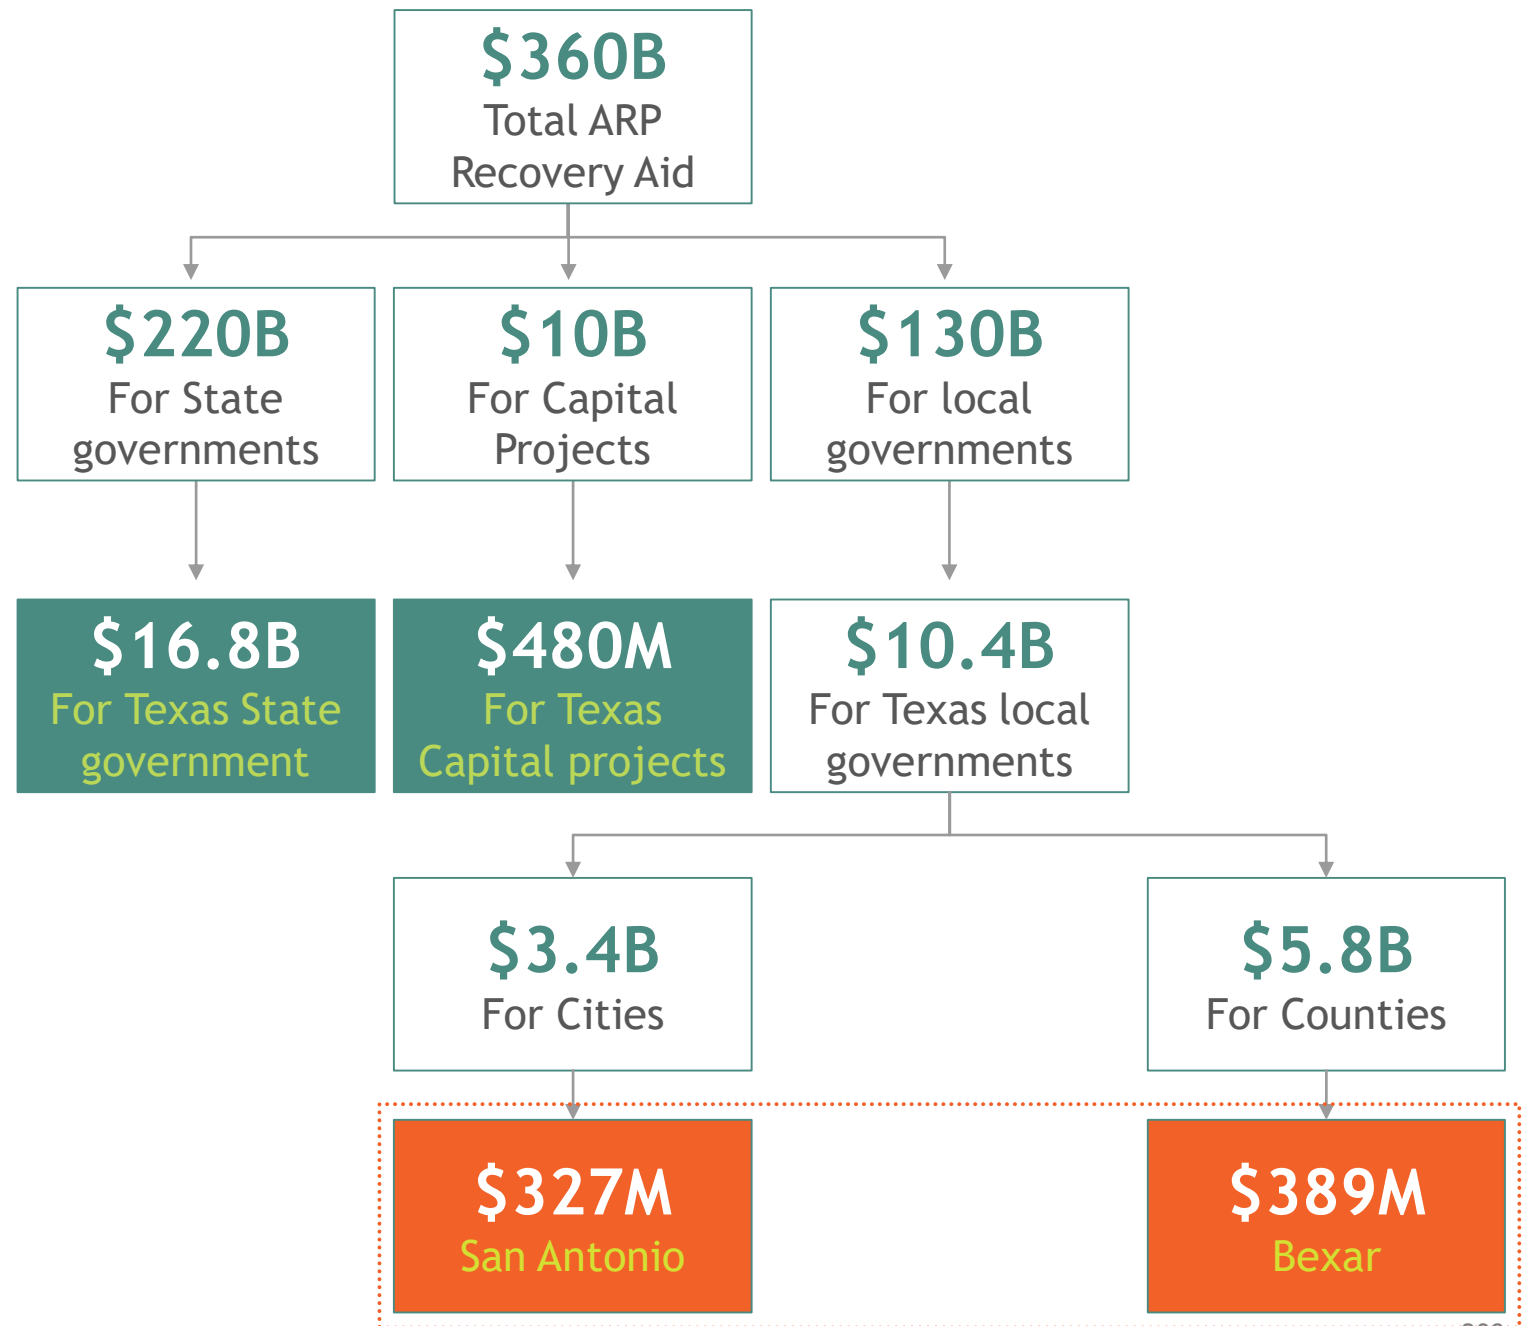 $360B
Total ARP
Recovery Aid
$220B
For State
governments
$10B
For Capital
Projects
$130B
For local
governments
$16.8B
For Texas State
government
$480M
For Texas
Capital projects
$10.4B
For Texas local
governments
$3.4B
For Cities
$5.8B
For Counties
$327M
San Antonio
$389M
Bexar